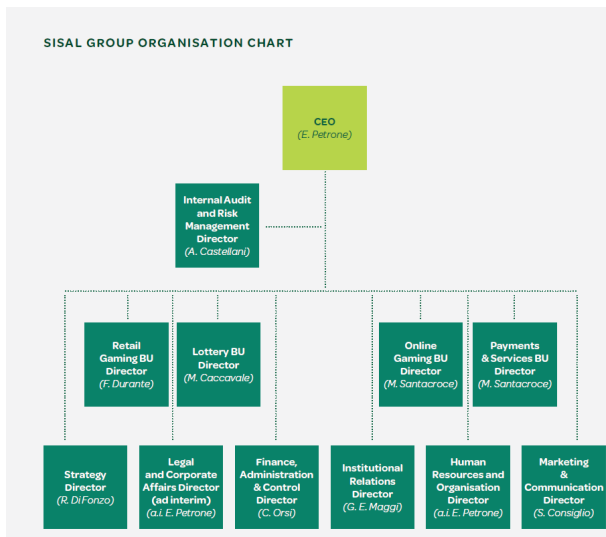 SISAL GROUP ORGANISATION CHART
CEO
(E. Petrone)
Internal Audit
and Risk
Management
Director
(A. Castellani)
Retail
Gaming BU
Director
(F. Durante)
Lottery BU
Director
(M. Caccavale)
Online
Gaming BU
Director
(M. Santacroce)
Payments
& Services BU
Director
(M. Santacroce)
Strategy
Director
(R. Di Fonzo)
Legal
and Corporate
Affairs Director
(ad interim)
(a.i. E. Petrone)
Finance,
Administration
& Control
Director
(C. Orsi)
Institutional
Relations
Director
(G. E. Maggi)
Human
Resources and
Organisation
Director
(a.i. E. Petrone)
Marketing
&
Communication
Director
(S. Consiglio)